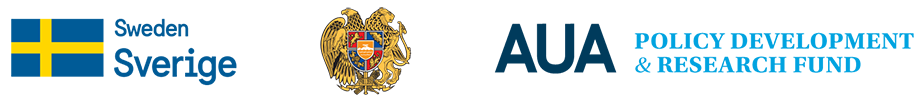 Sweden
Sverige
AUA
POLICY DEVELOPMENT
& RESEARCH FUND